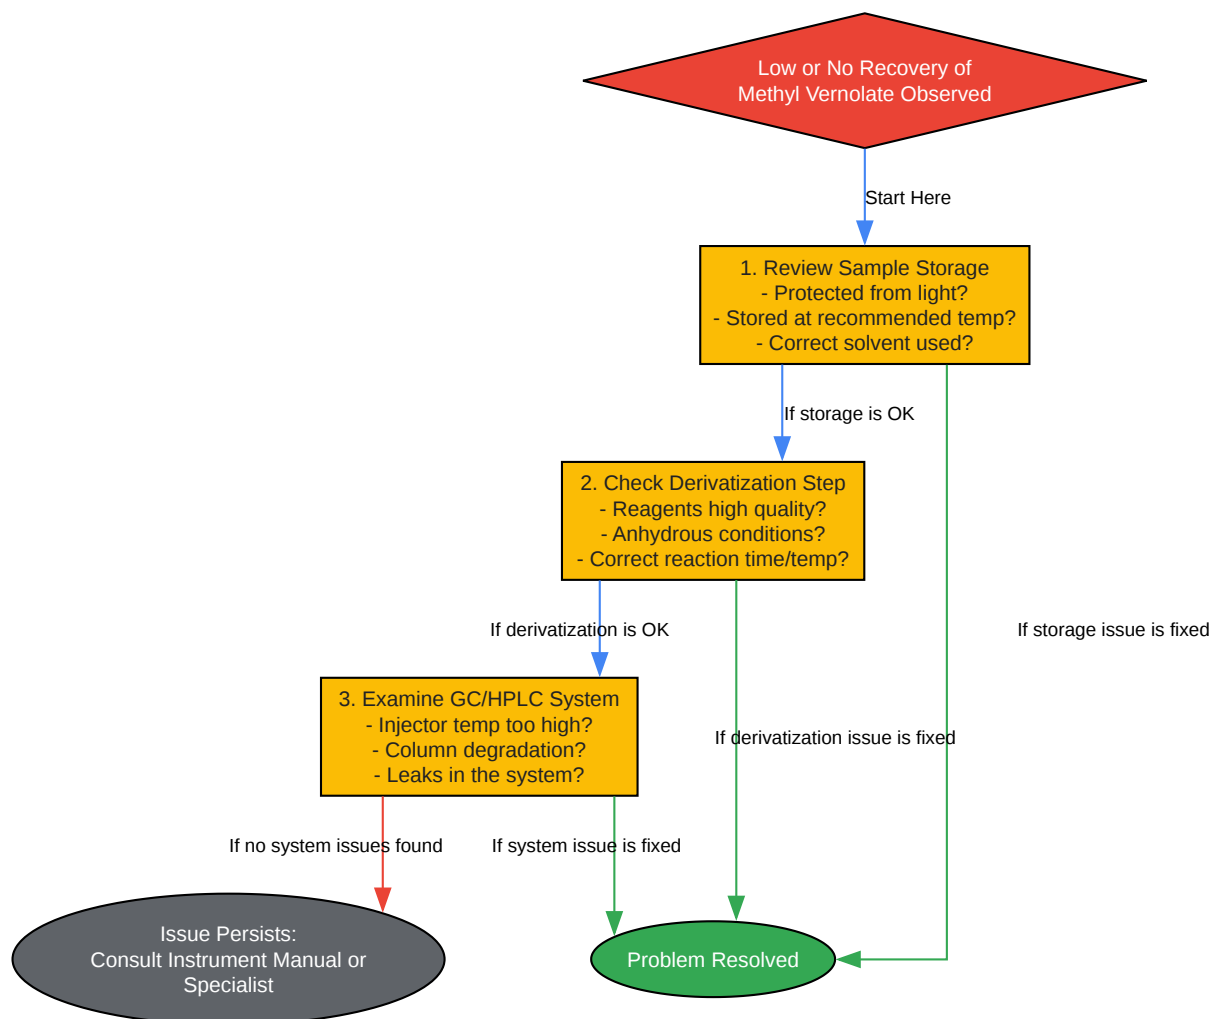 Low or No Recovery of
Methyl Vernolate Observed
Start Here
1. Review Sample Storage
- Protected from light?
- Stored at recommended temp?
- Correct solvent used?
If storage is OK
2. Check Derivatization Step
- Reagents high quality?
- Anhydrous conditions?
- Correct reaction time/temp?
If derivatization is OK
If storage issue is fixed
3. Examine GC/HPLC System
- Injector temp too high?
- Column degradation?
- Leaks in the system?
If derivatization issue is fixed
If no system issues found
If system issue is fixed
Issue Persists:
Consult Instrument Manual or
Specialist
Problem Resolved